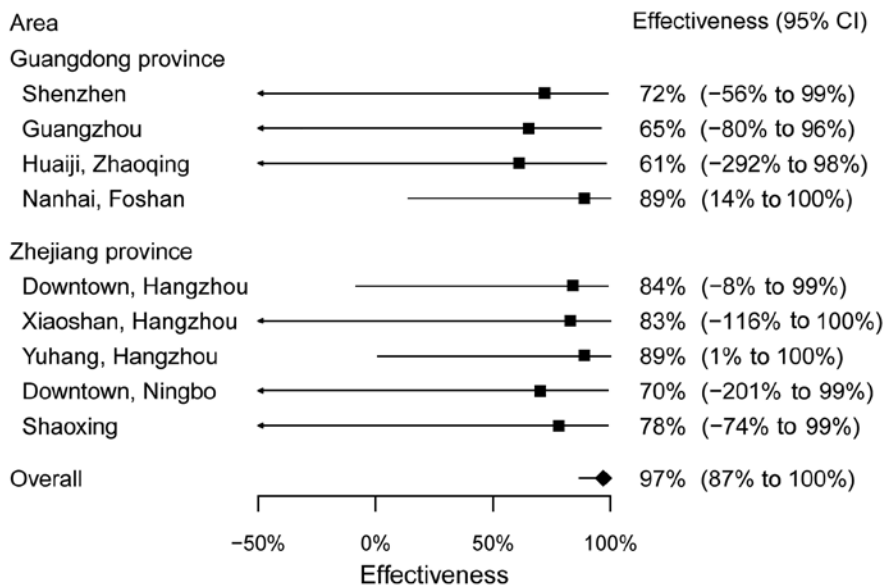 Area Effectiveness (95% CI)
Guangdong province
Shenzhen 72% (−56% to 99%)
Guangzhou 65% (−80% to 96%)
Huaiji, Zhaoqing 61% (−292% to 98%)
Nanhai, Foshan 89% (14% to 100%)
Zhejiang province
Downtown, Hangzhou 84% (−8% to 99%)
Xiaoshan, Hangzhou 83% (−116% to 100%)
Yuhang, Hangzhou 89% (1% to 100%)
Downtown, Ningbo 70% (−201% to 99%)
Shaoxing 78% (−74% to 99%)
Overall 97% (87% to 100%)
−50% 0% 50% 100%
Effectiveness